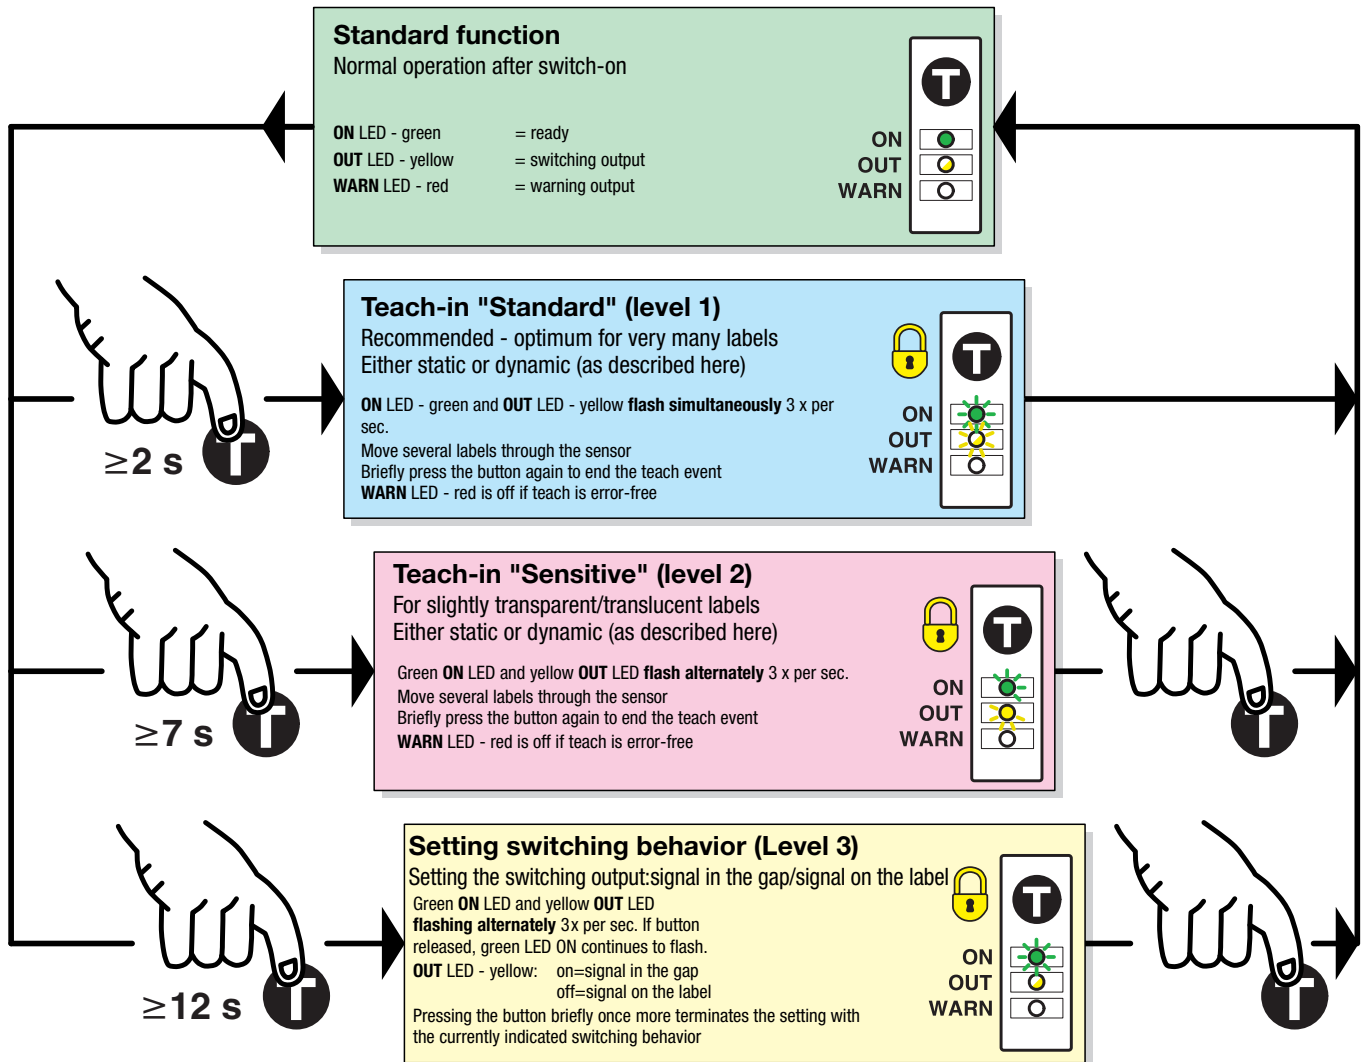 Standard function
Normal operation after switch-on
ON LED - green = ready
OUT LED - yellow = switching output
WARN LED - red = warning output
T
ON
OUT
WARN
Teach-in "Standard" (level 1)
Recommended - optimum for very many labels
Either static or dynamic (as described here)
ON LED - green and OUT LED - yellow flash simultaneously 3 x per
sec.
Move several labels through the sensor
Briefly press the button again to end the teach event
WARN LED - red is off if teach is error-free
T
ON
OUT
WARN
≥2 s
T
Teach-in "Sensitive" (level 2)
For slightly transparent/translucent labels
Either static or dynamic (as described here)
Green ON LED and yellow OUT LED flash alternately 3 x per sec.
Move several labels through the sensor
Briefly press the button again to end the teach event
WARN LED - red is off if teach is error-free
T
ON
OUT
WARN
≥7 s
T
T
Setting switching behavior (Level 3)
Setting the switching output:signal in the gap/signal on the label
Green ON LED and yellow OUT LED
flashing alternately 3x per sec. If button
released, green LED ON continues to flash.
OUT LED - yellow: on=signal in the gap
off=signal on the label
Pressing the button briefly once more terminates the setting with
the currently indicated switching behavior
T
ON
OUT
WARN
≥12 s
T
T